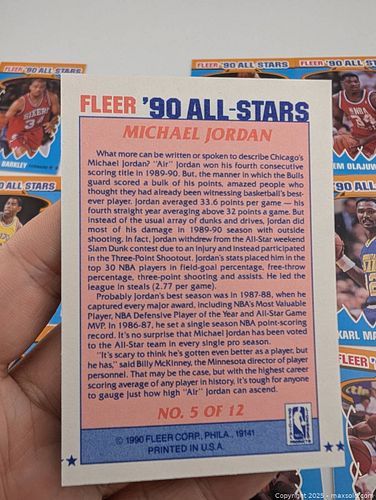 FLEER '90 ALL-STARS
MICHAEL JORDAN
What more can be written or spoken to describe Chicago's
Michael Jordan? "Air" Jordan won his fourth consecutive
scoring title in 1989-90. But, the manner in which the Bulls
guard scored a bulk of his points, amazed people who
thought they had already been witnessing basketball's best-
ever player. Jordan averaged 33.6 points per game — his
fourth straight year averaging above 32 points a game. But
instead of the usual array of dunks and drives, Jordan did
most of his damage in 1989-90 season with outside
shooting. In fact, Jordan withdrew from the All-Star weekend
Slam Dunk contest due to an injury and instead participated
in the Three-Point Shootout. Jordan's stats placed him in the
top 30 NBA players in field-goal percentage, free-throw
percentage, three-point shooting and assists. He led the
league in steals (2.77 per game).
Probably Jordan's best season was in 1987-88, when he
captured every major award, including NBA's Most Valuable
Player, NBA Defensive Player of the Year and All-Star Game
MVP. In 1986-87, he set a single season NBA point-scoring
record. It's no surprise that Michael Jordan has been voted
to the All-Star team in every single pro season.
"It's scary to think he's gotten even better as a player, but
he has," said Billy McKinney, the Minnesota director of player
personnel. That may be the case, but with the highest career
scoring average of any player in history, it's tough for anyone
to gauge just how high "Air" Jordan can ascend.
NO. 5 OF 12
© 1990 FLEER CORP., PHILA., 19141
PRINTED IN U.S.A.
NBA
FLEER '90 ALL STARS
SIXERS
BARKLEY
ALL STARS
FLEER '90 ALL-STARS
EM OLAJUW
90 ALL-STARS
KARL MA
FLEER '9
Copyright 2025 - maxsold.com